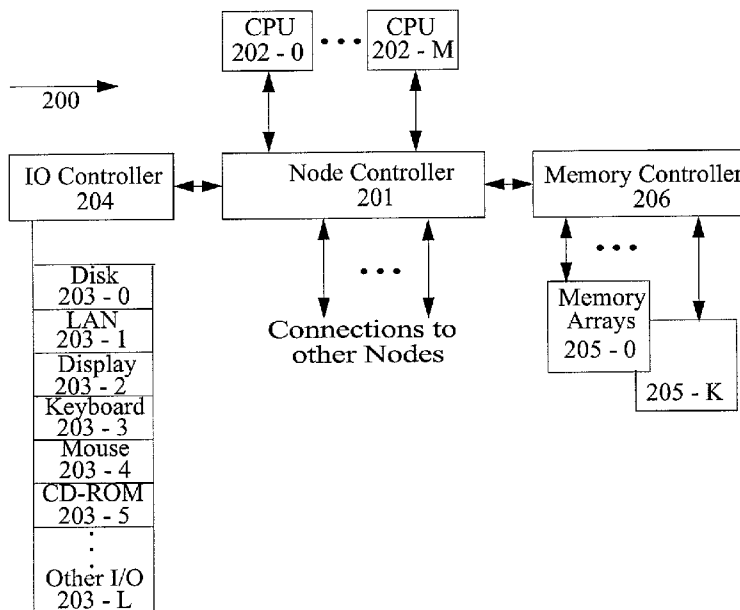 CPU
202 - 0
CPU
202 - M
200
IO Controller
204
Node Controller
201
Memory Controller
206
Disk
203 - 0
LAN
203 - 1
Display
203 - 2
Keyboard
203 - 3
Mouse
203 - 4
CD-ROM
203 - 5
Other I/O
203 - L
Connections to
other Nodes
Memory
Arrays
205 - 0
205 - K